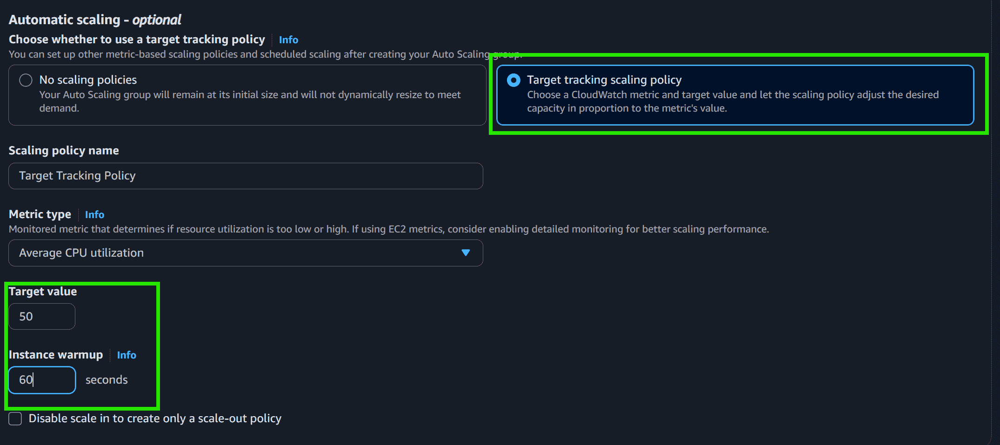 Automatic scaling - optional
Choose whether to use a target tracking policy Info
You can set up other metric-based scaling policies and scheduled scaling after creating your Auto Scaling group.
No scaling policies
Your Auto Scaling group will remain at its initial size and will not dynamically resize to meet
demand.
Target tracking scaling policy
Choose a CloudWatch metric and target value and let the scaling policy adjust the desired
capacity in proportion to the metric's value.
Scaling policy name
Target Tracking Policy
Metric type Info
Monitored metric that determines if resource utilization is too low or high. If using EC2 metrics, consider enabling detailed monitoring for better scaling performance.
Average CPU utilization
Target value
50
Instance warmup Info
60 seconds
Disable scale in to create only a scale-out policy